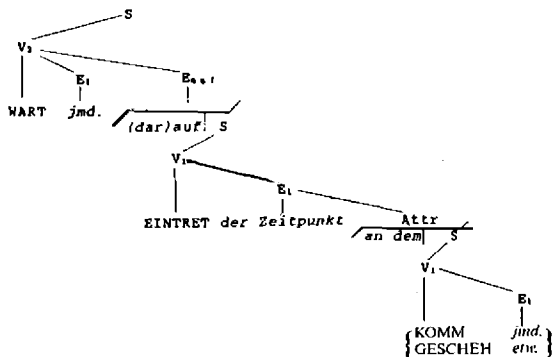 S
V₂
E₁ E₄₊₁
WART jmd. (dar)auf S
V₁
E₁
EINTRET der Zeitpunkt Attr
an dem S
V₁
E₁
{KOMM jmd.}
{GESCHEH etw.}